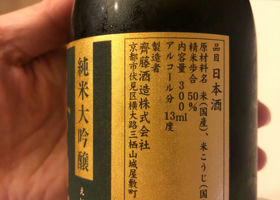 品目 日本酒
原材料名 米(国産)、米こうじ(国
精米歩合 50%
内容量 300ml
アルコール分 13度
製造者
齊藤酒造株式会社
京都市伏見区横大路三栖山城屋敷町
純米大吟醸